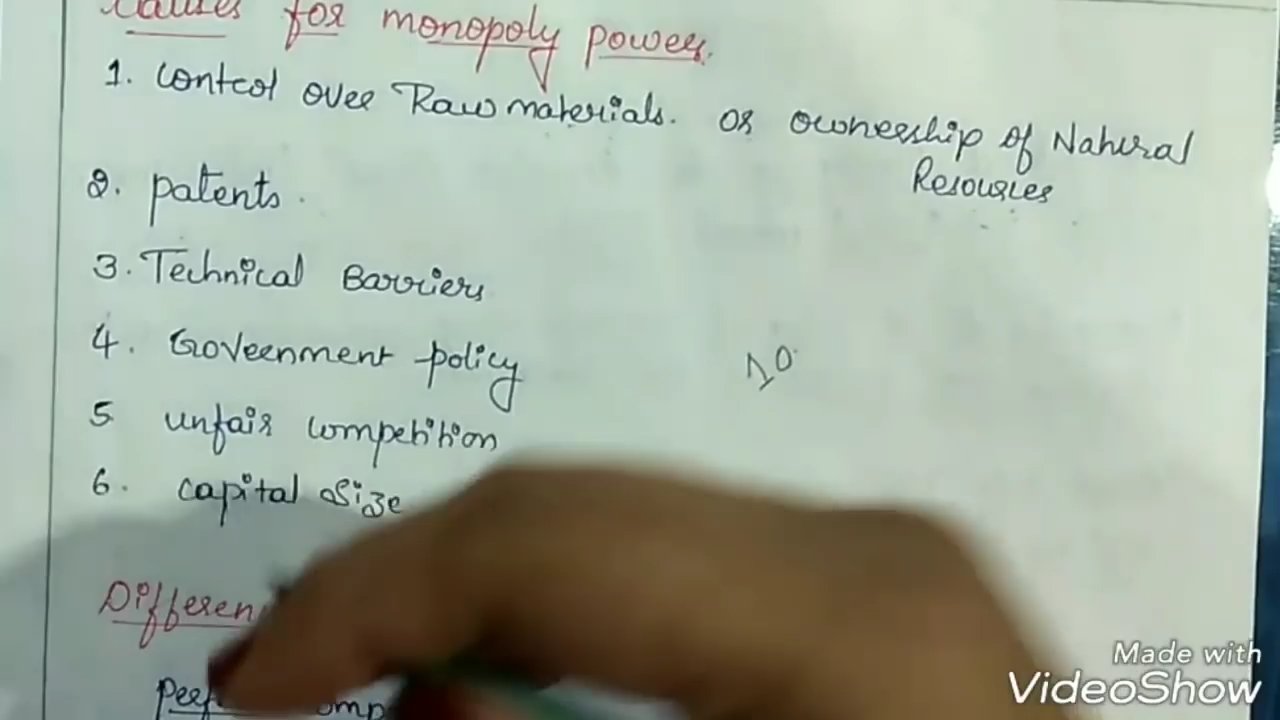 Causes for monopoly power.
1. Control over Raw materials. or ownership of Natural
Resources
2. patents.
3. Technical Barriers
4. Government policy
10
5 unfair competition
6. capital size
Made with
VideoShow